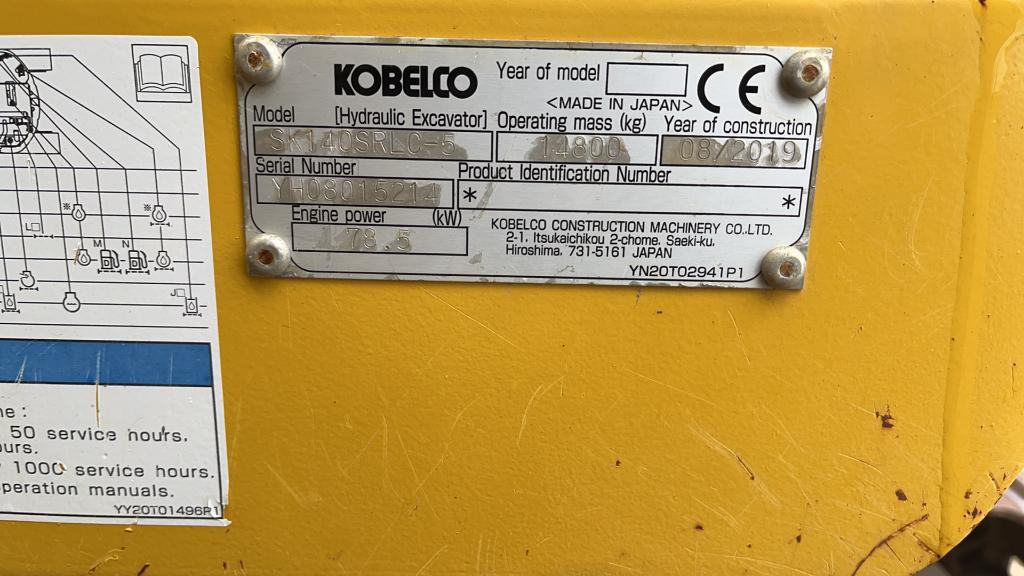 KOBELCO Year of model
<MADE IN JAPAN> CE
Model [Hydraulic Excavator] Operating mass (kg) Year of construction
SK140SRLC-5 14800 08/2019
Serial Number Product Identification Number
YH08015214 * *
Engine power (kW)
78.5
KOBELCO CONSTRUCTION MACHINERY CO.,LTD.
2-1, Itsukaichikou 2-chome, Saeki-ku,
Hiroshima, 731-5161 JAPAN
YN20T02941P1
M N
ne :
50 service hours.
ours.
1000 service hours.
operation manuals.
YY20T01496P1